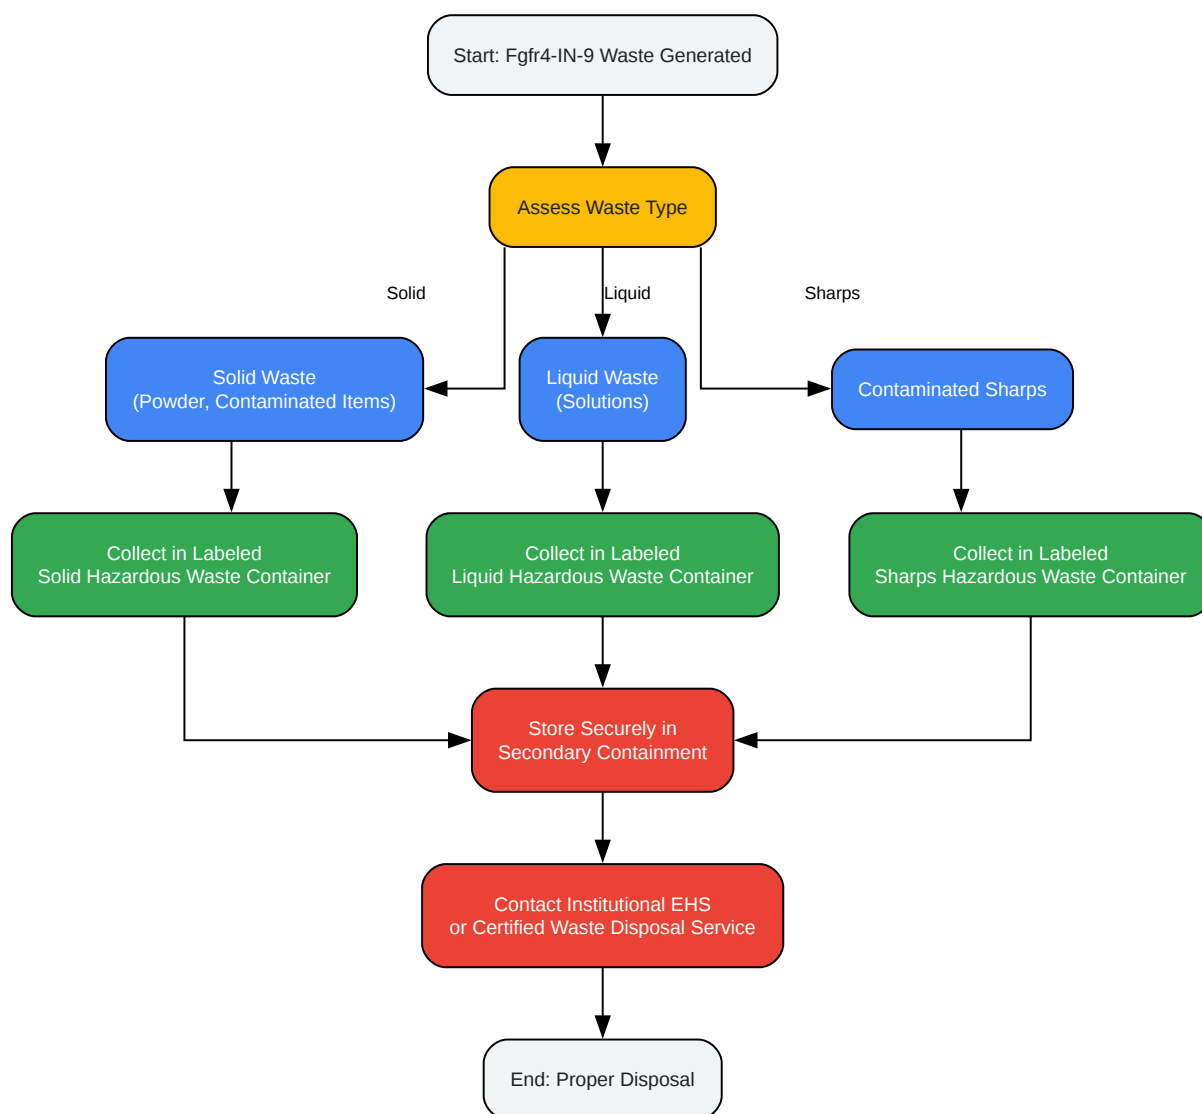 Start: Fgfr4-IN-9 Waste Generated
Assess Waste Type
Solid
Liquid
Sharps
Solid Waste
(Powder, Contaminated Items)
Liquid Waste
(Solutions)
Contaminated Sharps
Collect in Labeled
Solid Hazardous Waste Container
Collect in Labeled
Liquid Hazardous Waste Container
Collect in Labeled
Sharps Hazardous Waste Container
Store Securely in
Secondary Containment
Contact Institutional EHS
or Certified Waste Disposal Service
End: Proper Disposal